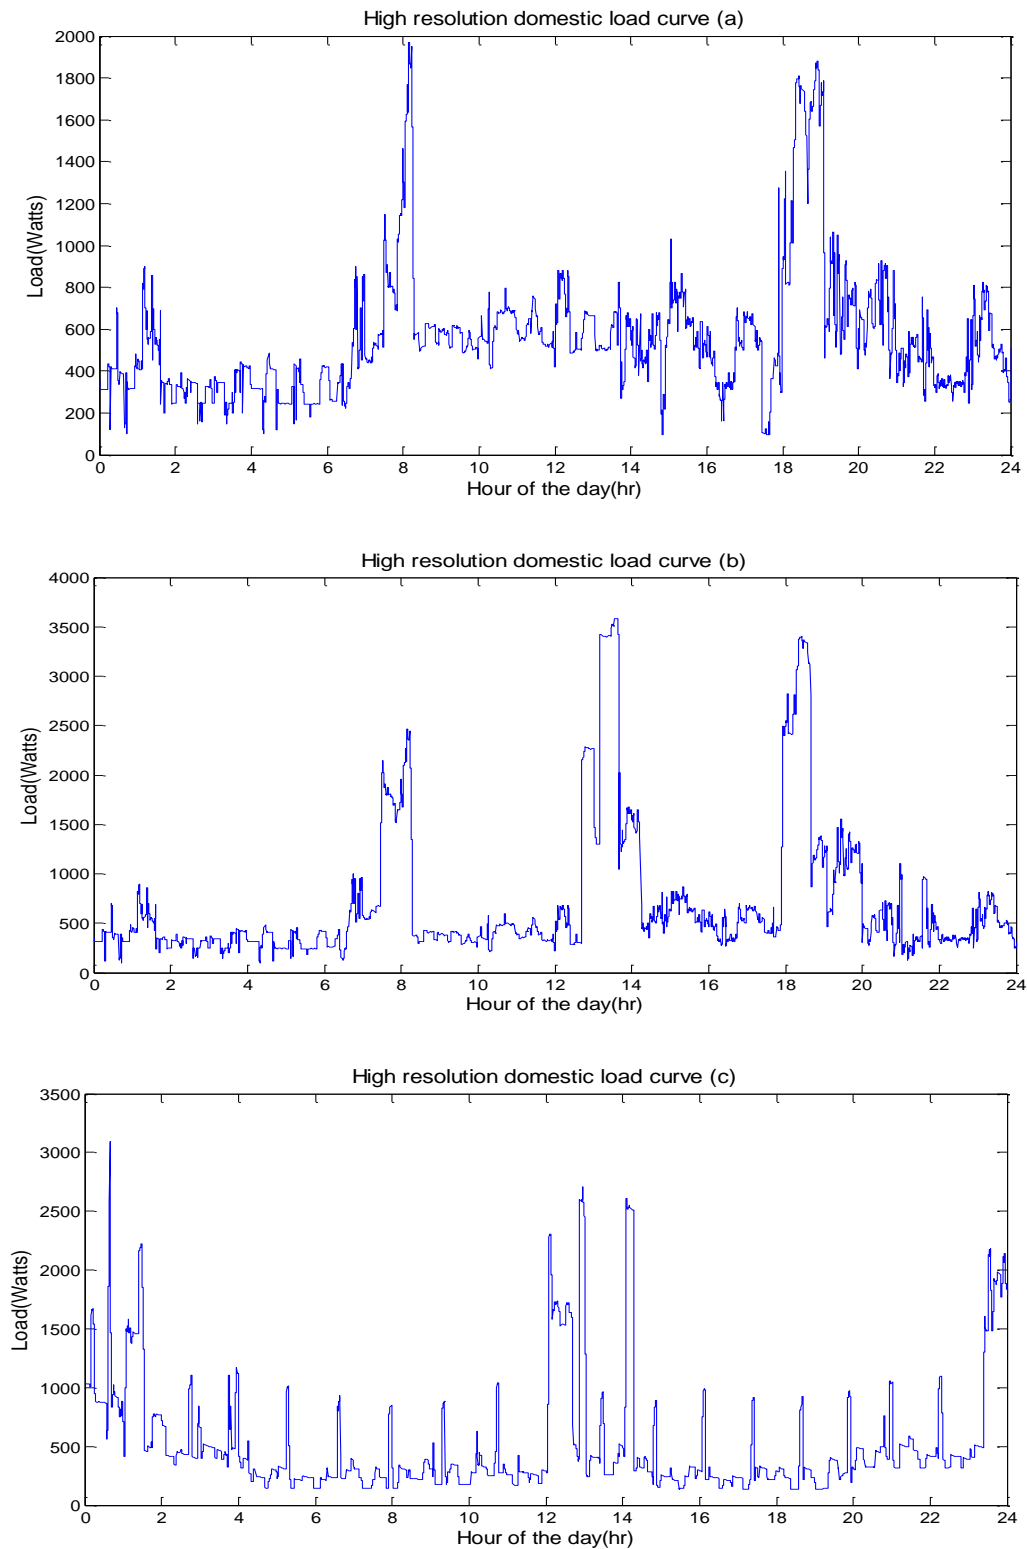 High resolution domestic load curve (a)
2000
1800
1600
1400
1200
1000
800
600
400
200
0
Load(Watts)
0 2 4 6 8 10 12 14 16 18 20 22 24
Hour of the day(hr)
High resolution domestic load curve (b)
4000
3500
3000
2500
2000
1500
1000
500
0
Load(Watts)
0 2 4 6 8 10 12 14 16 18 20 22 24
Hour of the day(hr)
High resolution domestic load curve (c)
3500
3000
2500
2000
1500
1000
500
0
Load(Watts)
0 2 4 6 8 10 12 14 16 18 20 22 24
Hour of the day(hr)